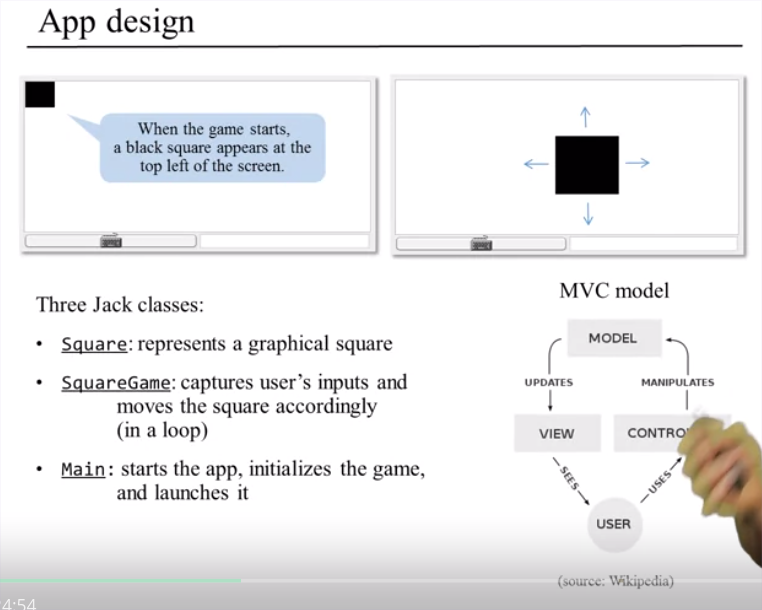 App design
When the game starts,
a black square appears at the
top left of the screen.
Three Jack classes:
• Square: represents a graphical square
• SquareGame: captures user's inputs and
moves the square accordingly
(in a loop)
• Main: starts the app, initializes the game,
and launches it
MVC model
MODEL
UPDATES
MANIPULATES
VIEW
CONTRO
SEES
USES
USER
(source: Wikipedia)
4:54